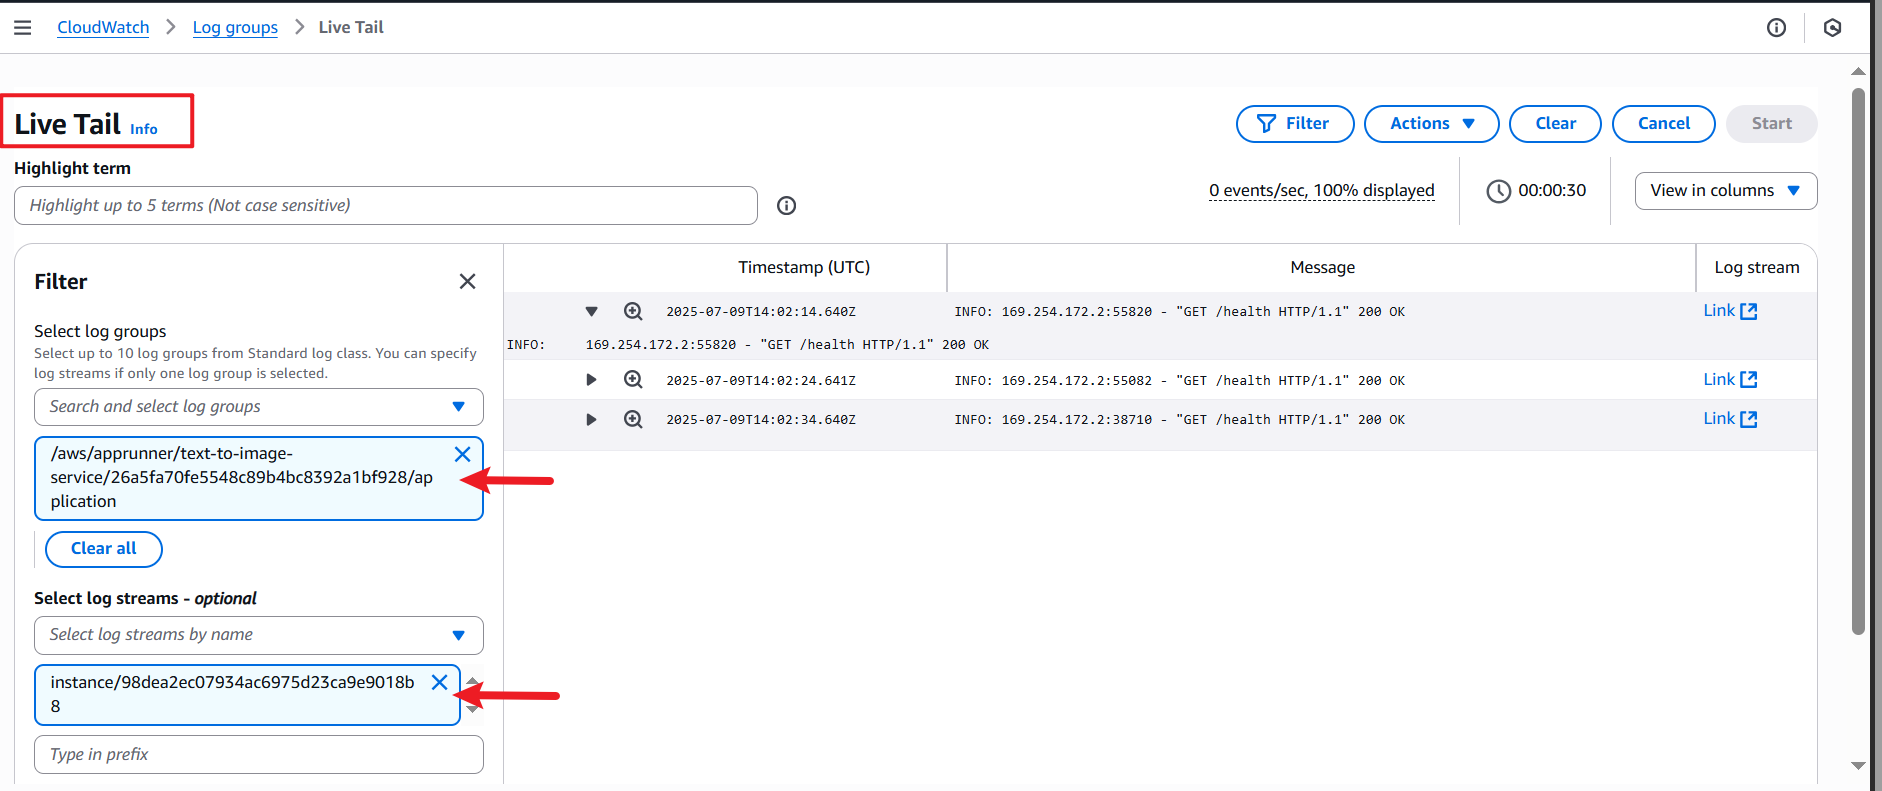 CloudWatch > Log groups > Live Tail
Live Tail Info
Filter Actions Clear Cancel Start
Highlight term
Highlight up to 5 terms (Not case sensitive)
0 events/sec, 100% displayed
00:00:30
View in columns
Filter
Select log groups
Select up to 10 log groups from Standard log class. You can specify
log streams if only one log group is selected.
Search and select log groups
/aws/apprunner/text-to-image-
service/26a5fa70fe5548c89b4bc8392a1bf928/ap
plication
Clear all
Select log streams - optional
Select log streams by name
instance/98dea2ec07934ac6975d23ca9e9018b
8
Type in prefix
Timestamp (UTC) Message Log stream
2025-07-09T14:02:14.640Z INFO: 169.254.172.2:55820 - "GET /health HTTP/1.1" 200 OK Link
INFO: 169.254.172.2:55820 - "GET /health HTTP/1.1" 200 OK
2025-07-09T14:02:24.641Z INFO: 169.254.172.2:55082 - "GET /health HTTP/1.1" 200 OK Link
2025-07-09T14:02:34.640Z INFO: 169.254.172.2:38710 - "GET /health HTTP/1.1" 200 OK Link